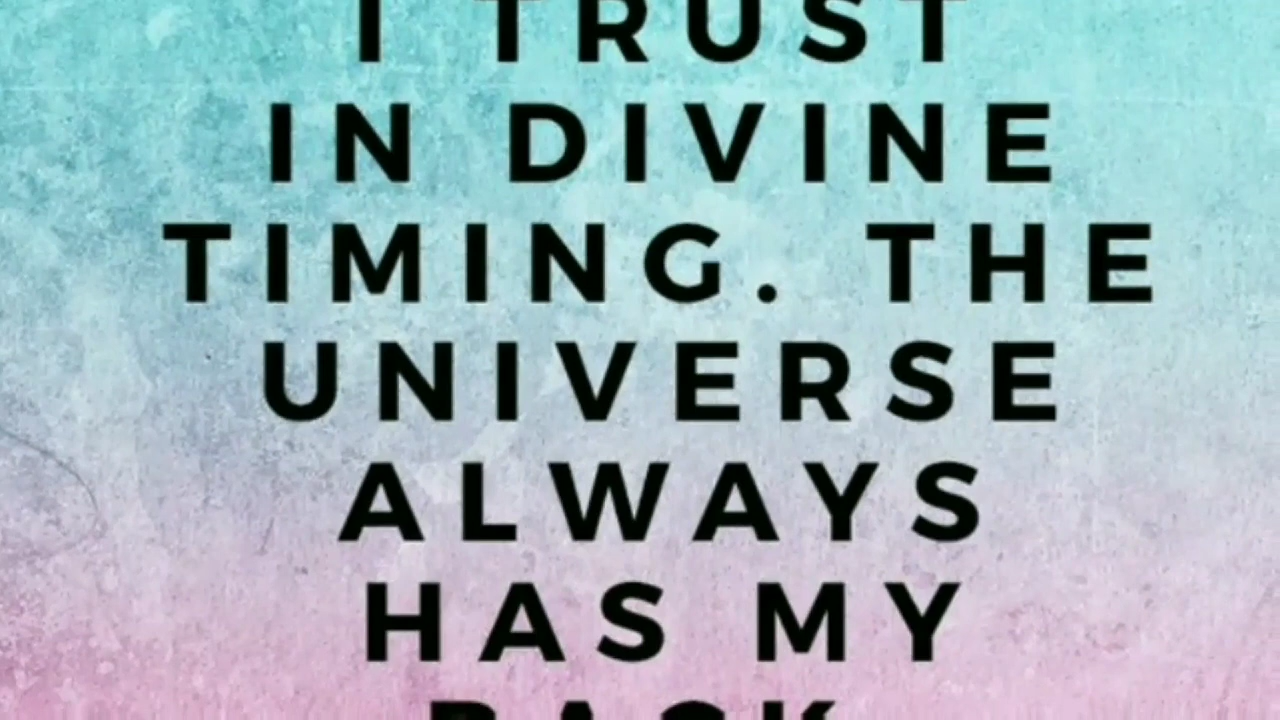 I TRUST
IN DIVINE
TIMING. THE
UNIVERSE
ALWAYS
HAS MY
BACK